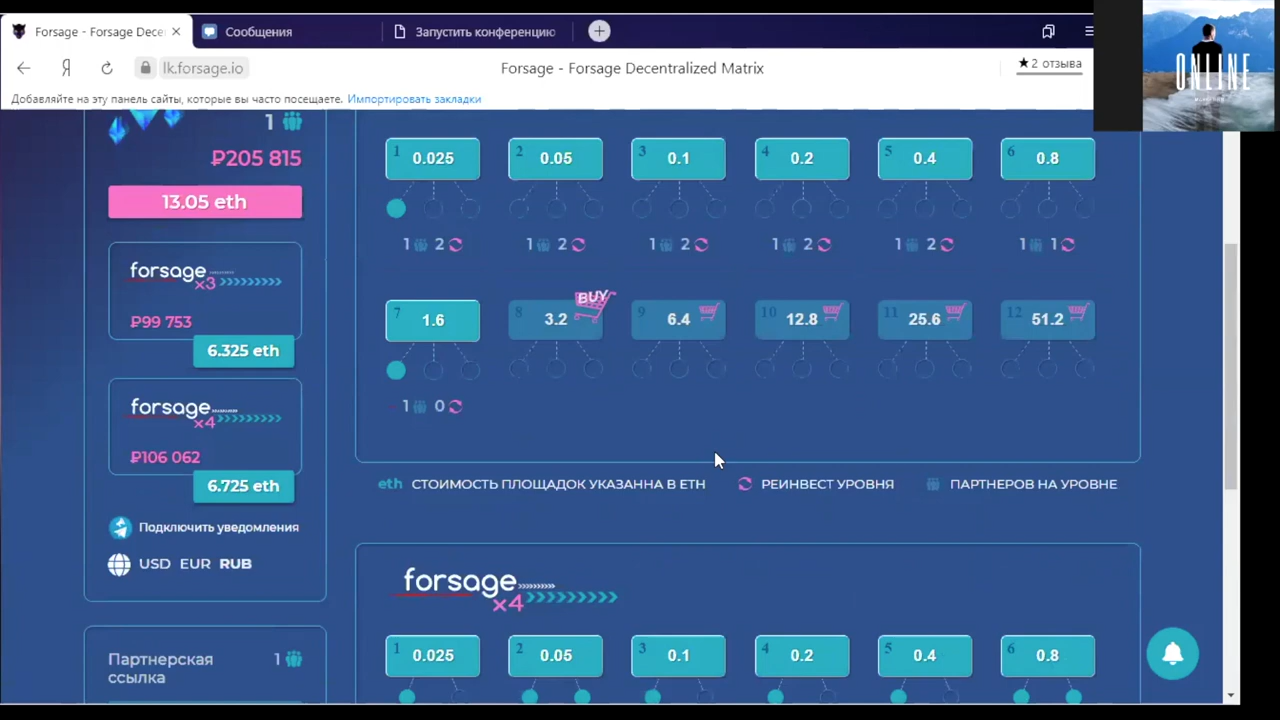 Forsage - Forsage Dece
Сообщения
Запустить конференцию
lk.forsage.io
Forsage - Forsage Decentralized Matrix
★2 отзыва
Добавляйте на эту панель сайты, которые вы часто посещаете. Импортировать закладки
ONLINE
1
₽205 815
13.05 eth
forsage
x3
₽99 753
6.325 eth
forsage
x4
₽106 062
6.725 eth
Подключить уведомления
USD EUR RUB
Партнерская 1
ссылка
1 0.025 2 0.05 3 0.1 4 0.2 5 0.4 6 0.8
1 2 1 2 1 2 1 2 1 2 1 1
BUY
7 1.6 8 3.2 9 6.4 10 12.8 11 25.6 12 51.2
1 0
eth СТОИМОСТЬ ПЛОЩАДОК УКАЗАННА В ETH РЕИНВЕСТ УРОВНЯ ПАРТНЕРОВ НА УРОВНЕ
forsage
x4
1 0.025 2 0.05 3 0.1 4 0.2 5 0.4 6 0.8